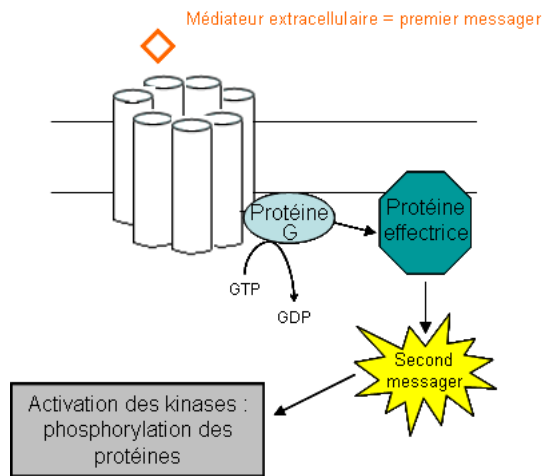 Médiateur extracellulaire = premier messager
Protéine
G
Protéine
effectrice
GTP
GDP
Second
messager
Activation des kinases :
phosphorylation des
protéines